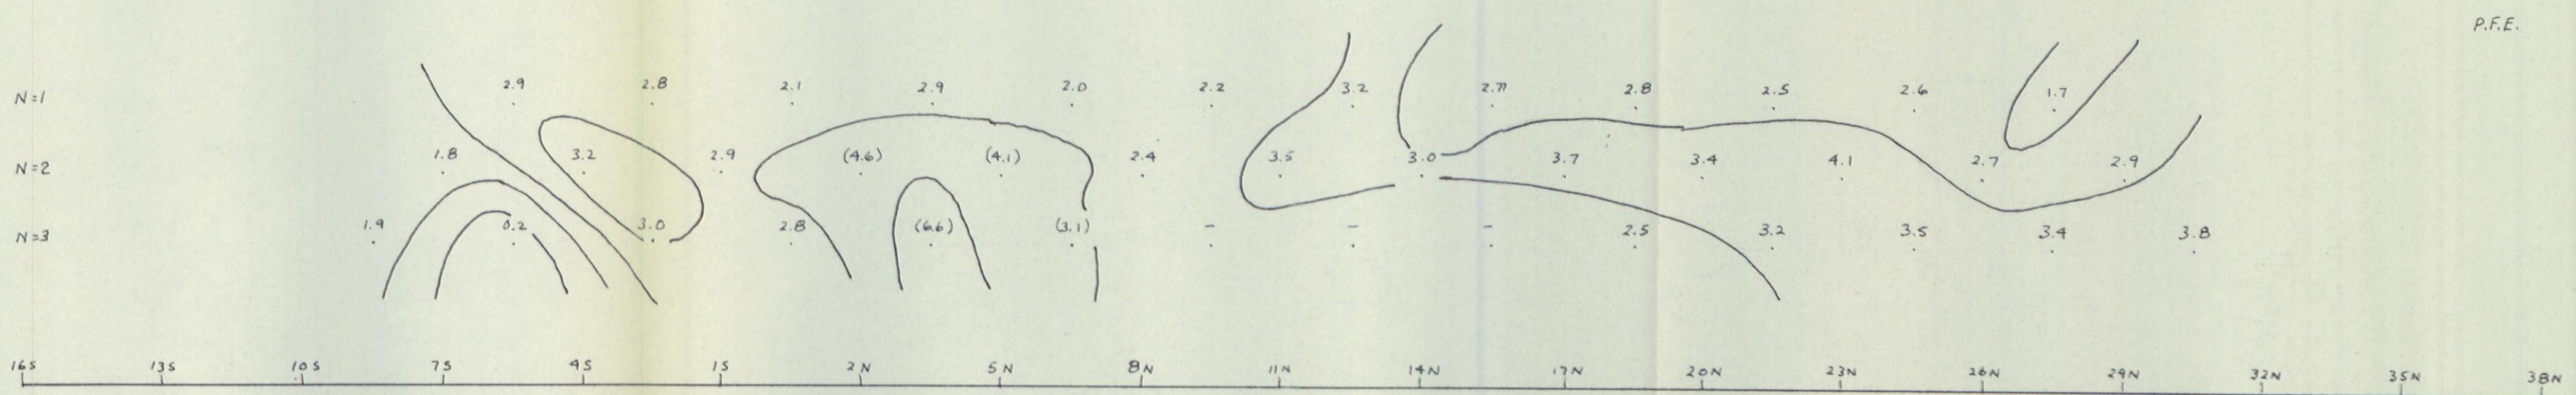 P.F.E.
N=1 2.9 2.8 2.1 2.9 2.0 2.2 3.2 2.7 2.8 2.5 2.6 1.7
N=2 1.8 3.2 2.9 (4.6) (4.1) 2.4 3.5 3.0 3.7 3.4 4.1 2.7 2.9
N=3 1.9 0.2 3.0 2.8 (6.6) (3.1) - - - 2.5 3.2 3.5 3.4 3.8
16S 13S 10S 7S 4S 1S 2N 5N 8N 11N 14N 17N 20N 23N 26N 29N 32N 35N 38N